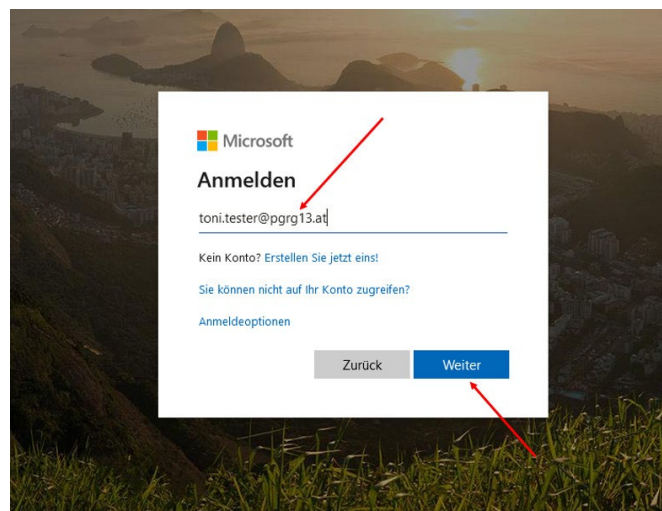 Microsoft
Anmelden
toni.tester@pgrg13.at
Kein Konto? Erstellen Sie jetzt eins!
Sie können nicht auf Ihr Konto zugreifen?
Anmeldeoptionen
Zurück
Weiter